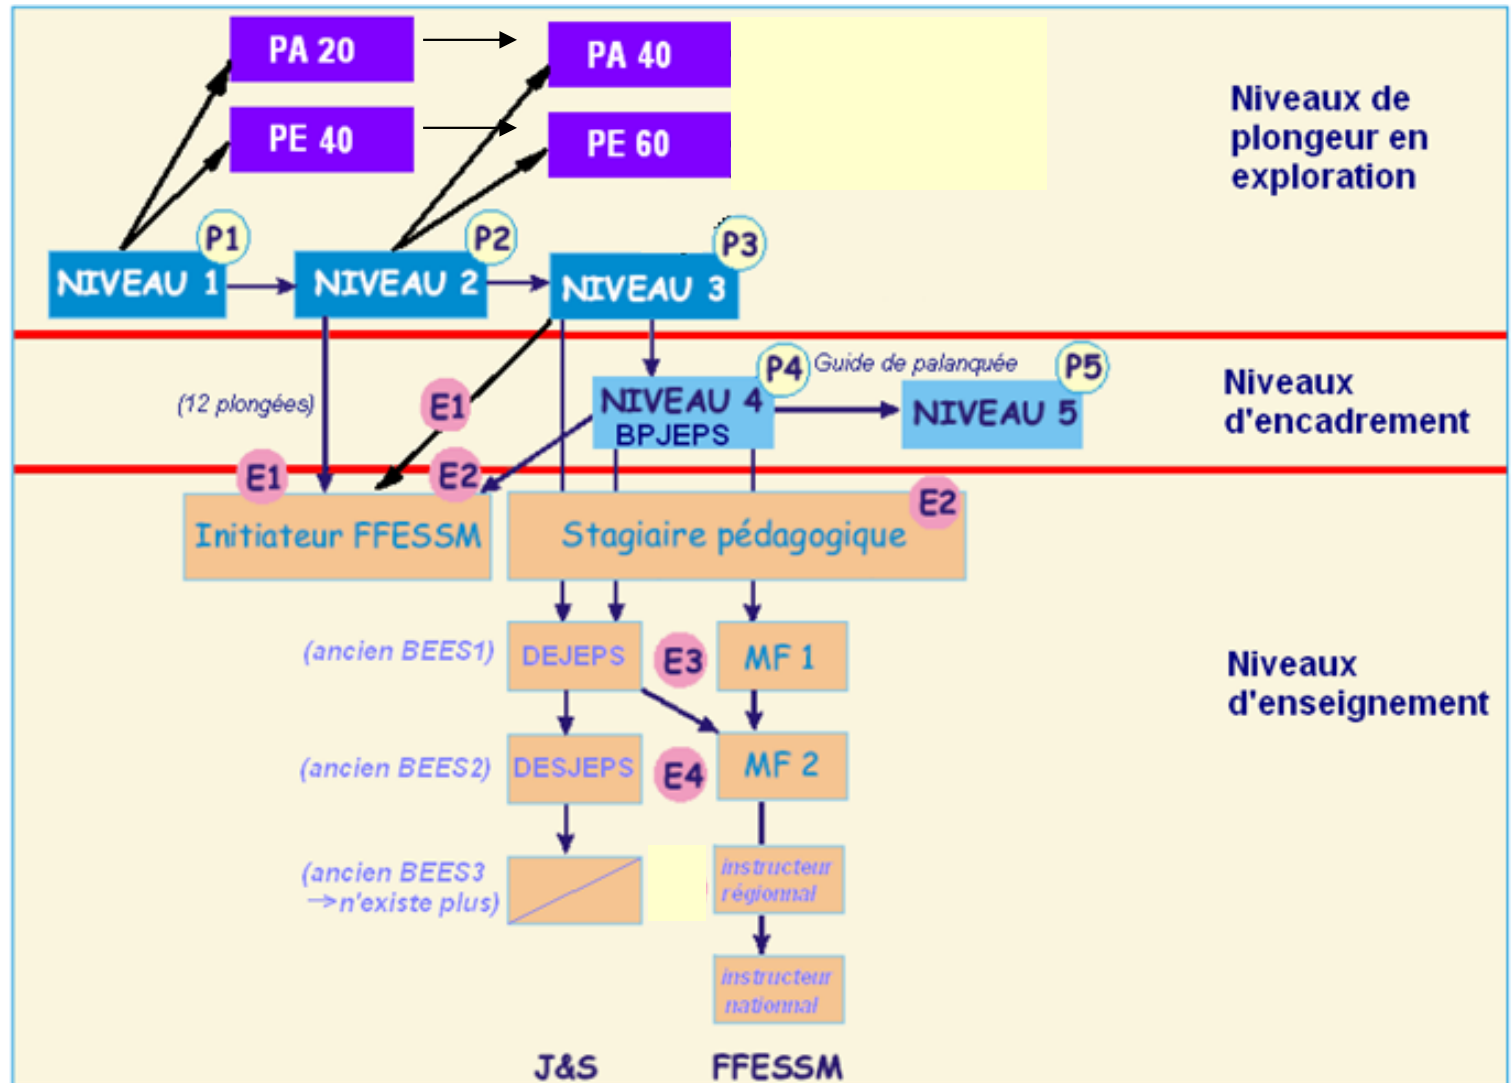 PA 20
PA 40
PE 40
PE 60
Niveaux de
plongeur en
exploration
P1
P2
P3
NIVEAU 1
NIVEAU 2
NIVEAU 3
(12 plongées)
E1
P4
Guide de palanquée
P5
NIVEAU 4
BPJEPS
NIVEAU 5
Niveaux
d'encadrement
E1
E2
E2
Initiateur FFESSM
Stagiaire pédagogique
(ancien BEES1)
DEJEPS
E3
MF 1
Niveaux
d'enseignement
(ancien BEES2)
DESJEPS
E4
MF 2
(ancien BEES3
→n'existe plus)
instructeur
régionnal
instructeur
nationnal
J&S
FFESSM